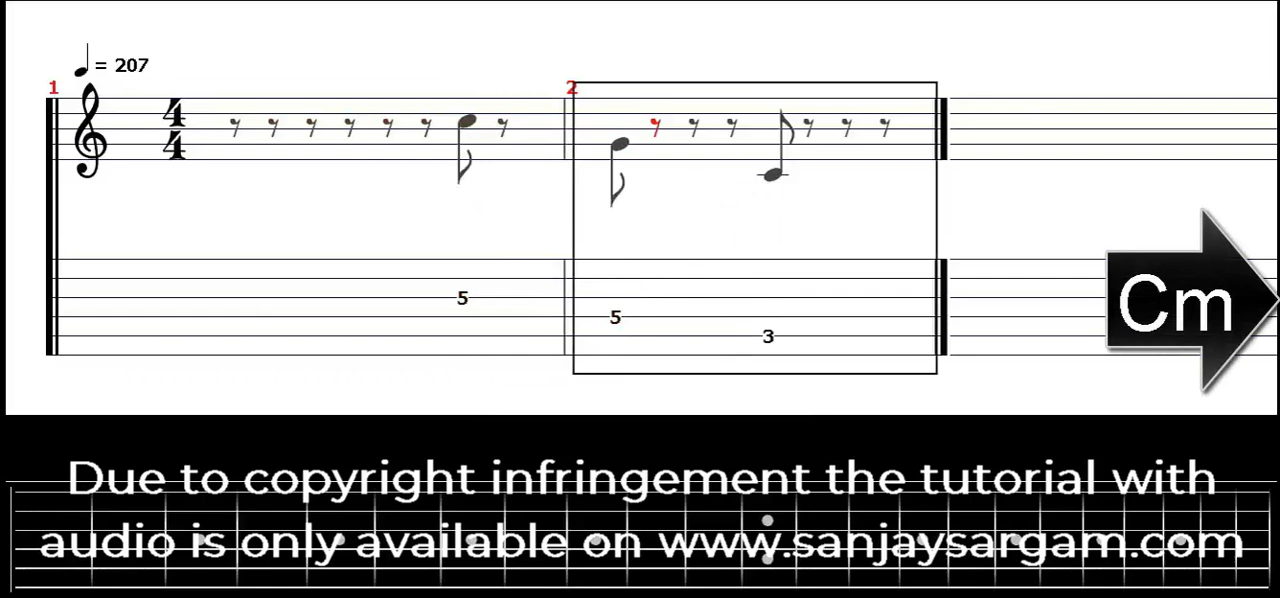 = 207
1
2
4
4
5
5
3
Cm
Due to copyright infringement the tutorial with
audio is only available on www.sanjaysargam.com